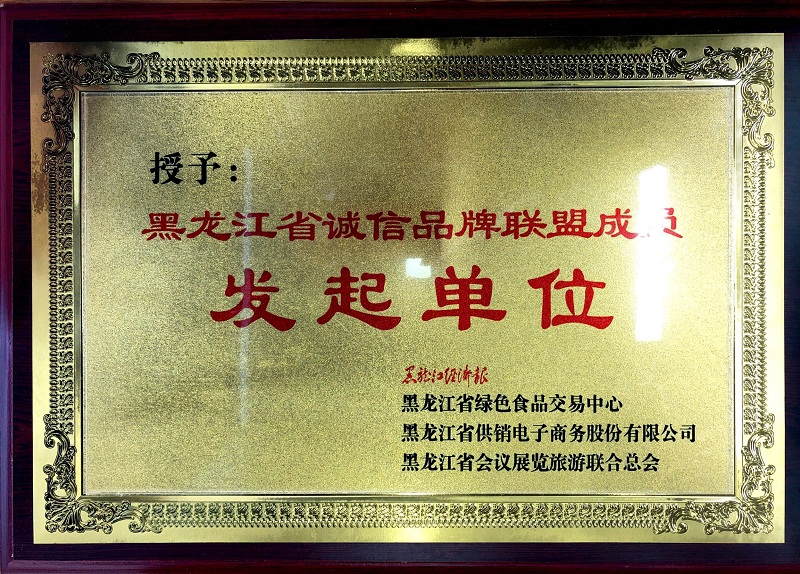 授予：
黑龙江省诚信品牌联盟成员
发起单位
黑龙江经济报
黑龙江省绿色食品交易中心
黑龙江省供销电子商务股份有限公司
黑龙江省会议展览旅游联合总会